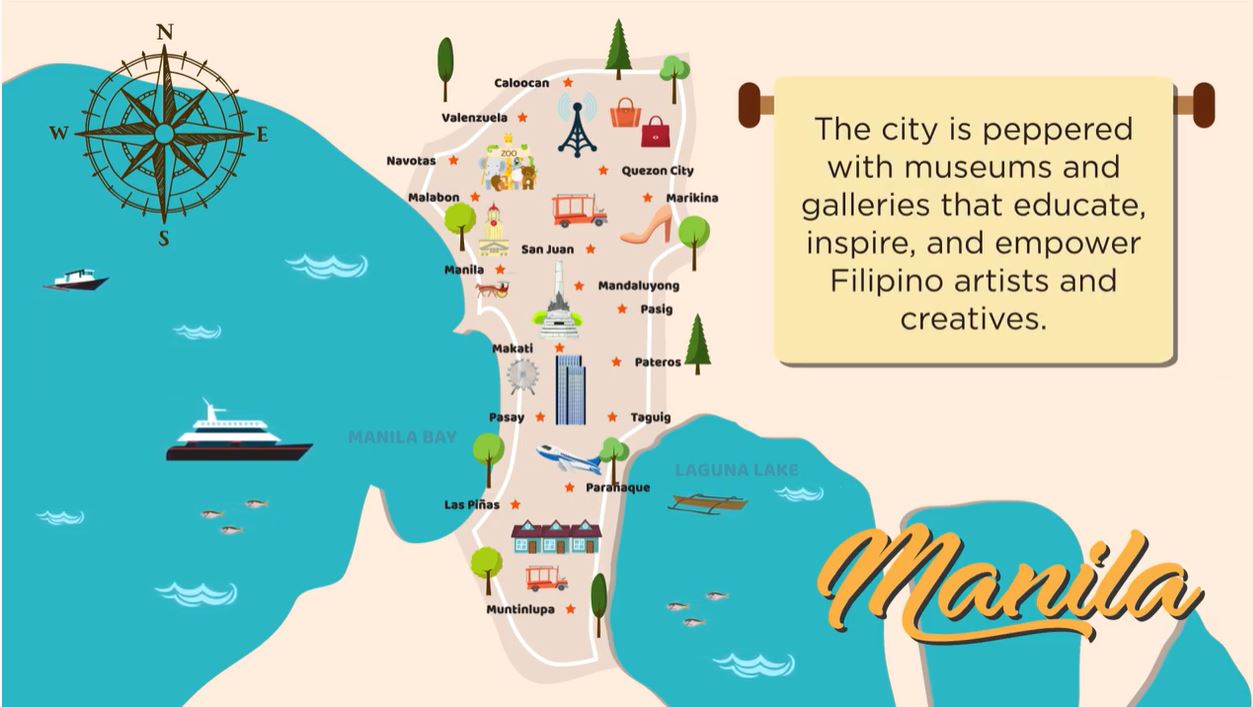 N
W
E
S
Caloocan
Valenzuela
ZOO
Navotas
Quezon City
Malabon
Marikina
San Juan
Manila
Mandaluyong
Pasig
Makati
Pateros
Pasay
Taguig
MANILA BAY
LAGUNA LAKE
Parañaque
Las Piñas
Muntinlupa
The city is peppered
with museums and
galleries that educate,
inspire, and empower
Filipino artists and
creatives.
Manila